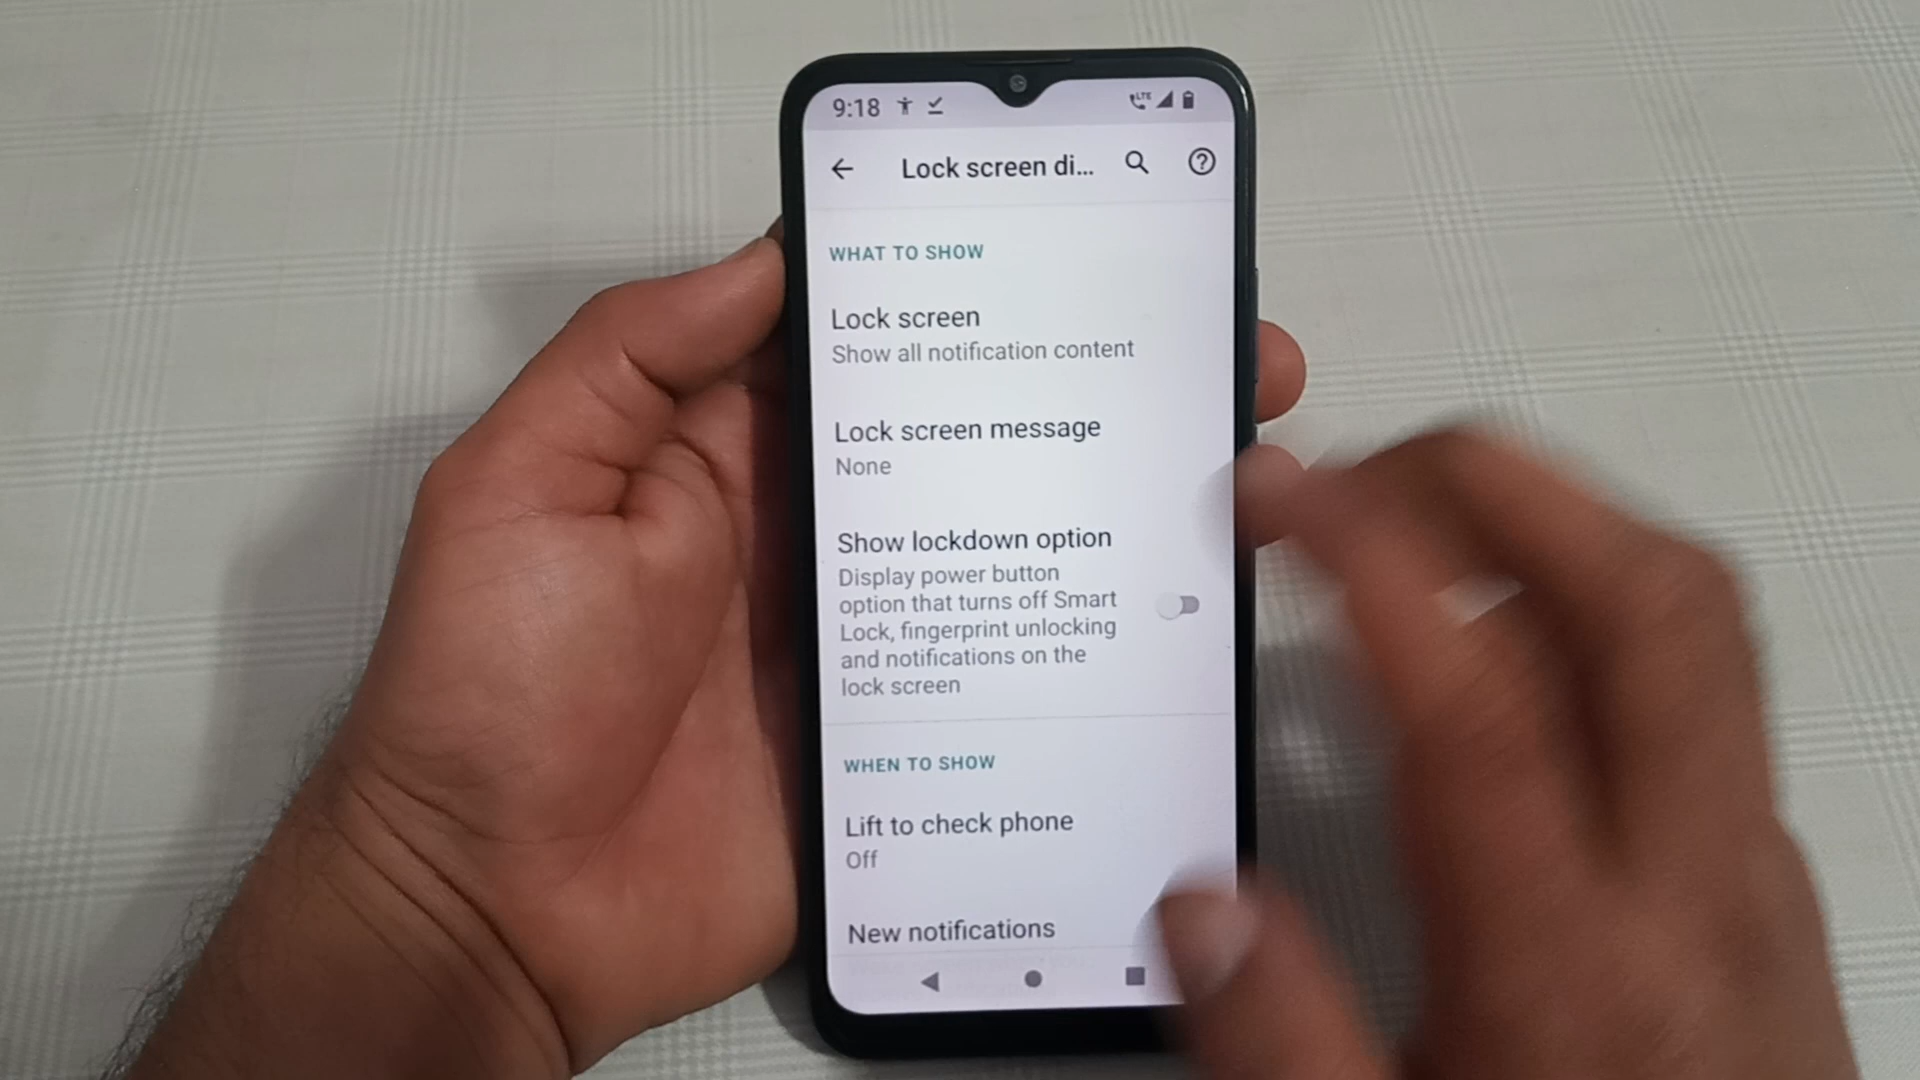 9:18
LTE
Lock screen di...
WHAT TO SHOW
Lock screen
Show all notification content
Lock screen message
None
Show lockdown option
Display power button
option that turns off Smart
Lock, fingerprint unlocking
and notifications on the
lock screen
WHEN TO SHOW
Lift to check phone
Off
New notifications